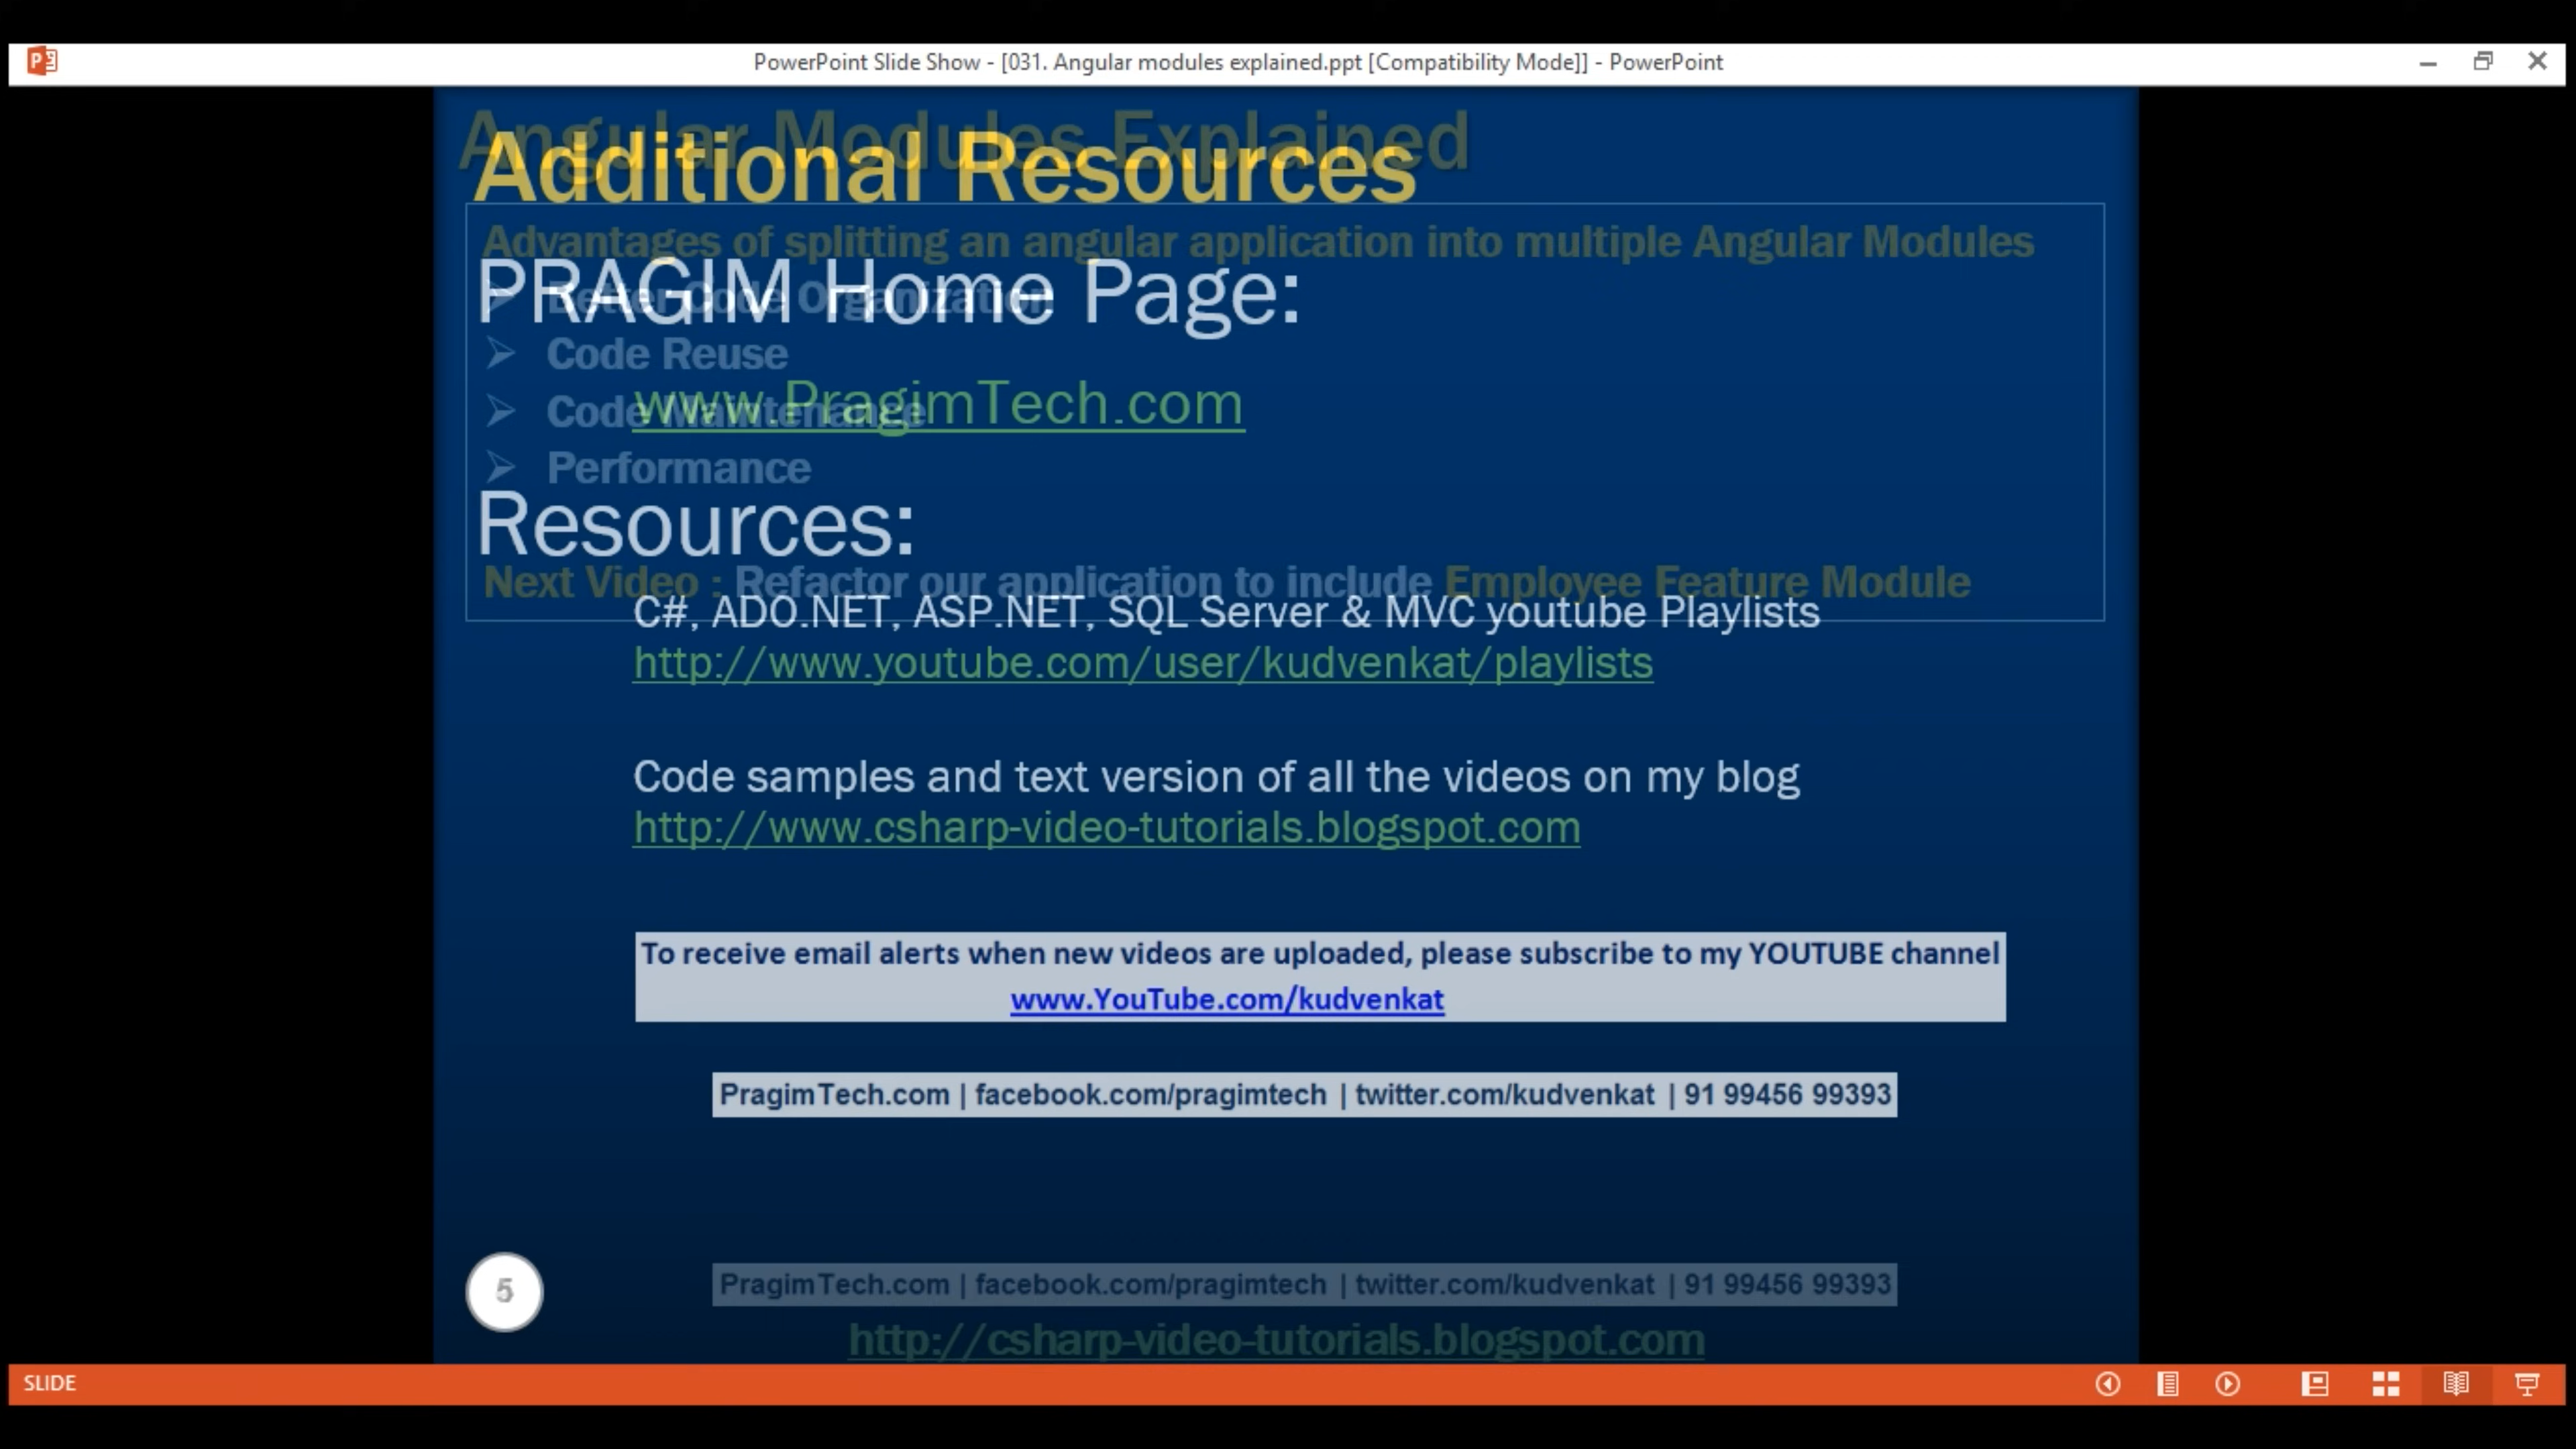 PowerPoint Slide Show - [031. Angular modules explained.ppt [Compatibility Mode]] - PowerPoint
Angular Modules Explained
Additional Resources
Advantages of splitting an angular application into multiple Angular Modules
PRAGIM Home Page:
Better Code Organization
Code Reuse
www.PragimTech.com
Code Maintenance
Performance
Resources:
Next Video : Refactor our application to include Employee Feature Module
C#, ADO.NET, ASP.NET, SQL Server & MVC youtube Playlists
http://www.youtube.com/user/kudvenkat/playlists
Code samples and text version of all the videos on my blog
http://www.csharp-video-tutorials.blogspot.com
To receive email alerts when new videos are uploaded, please subscribe to my YOUTUBE channel
www.YouTube.com/kudvenkat
PragimTech.com | facebook.com/pragimtech | twitter.com/kudvenkat | 91 99456 99393
5
PragimTech.com | facebook.com/pragimtech | twitter.com/kudvenkat | 91 99456 99393
http://csharp-video-tutorials.blogspot.com
SLIDE